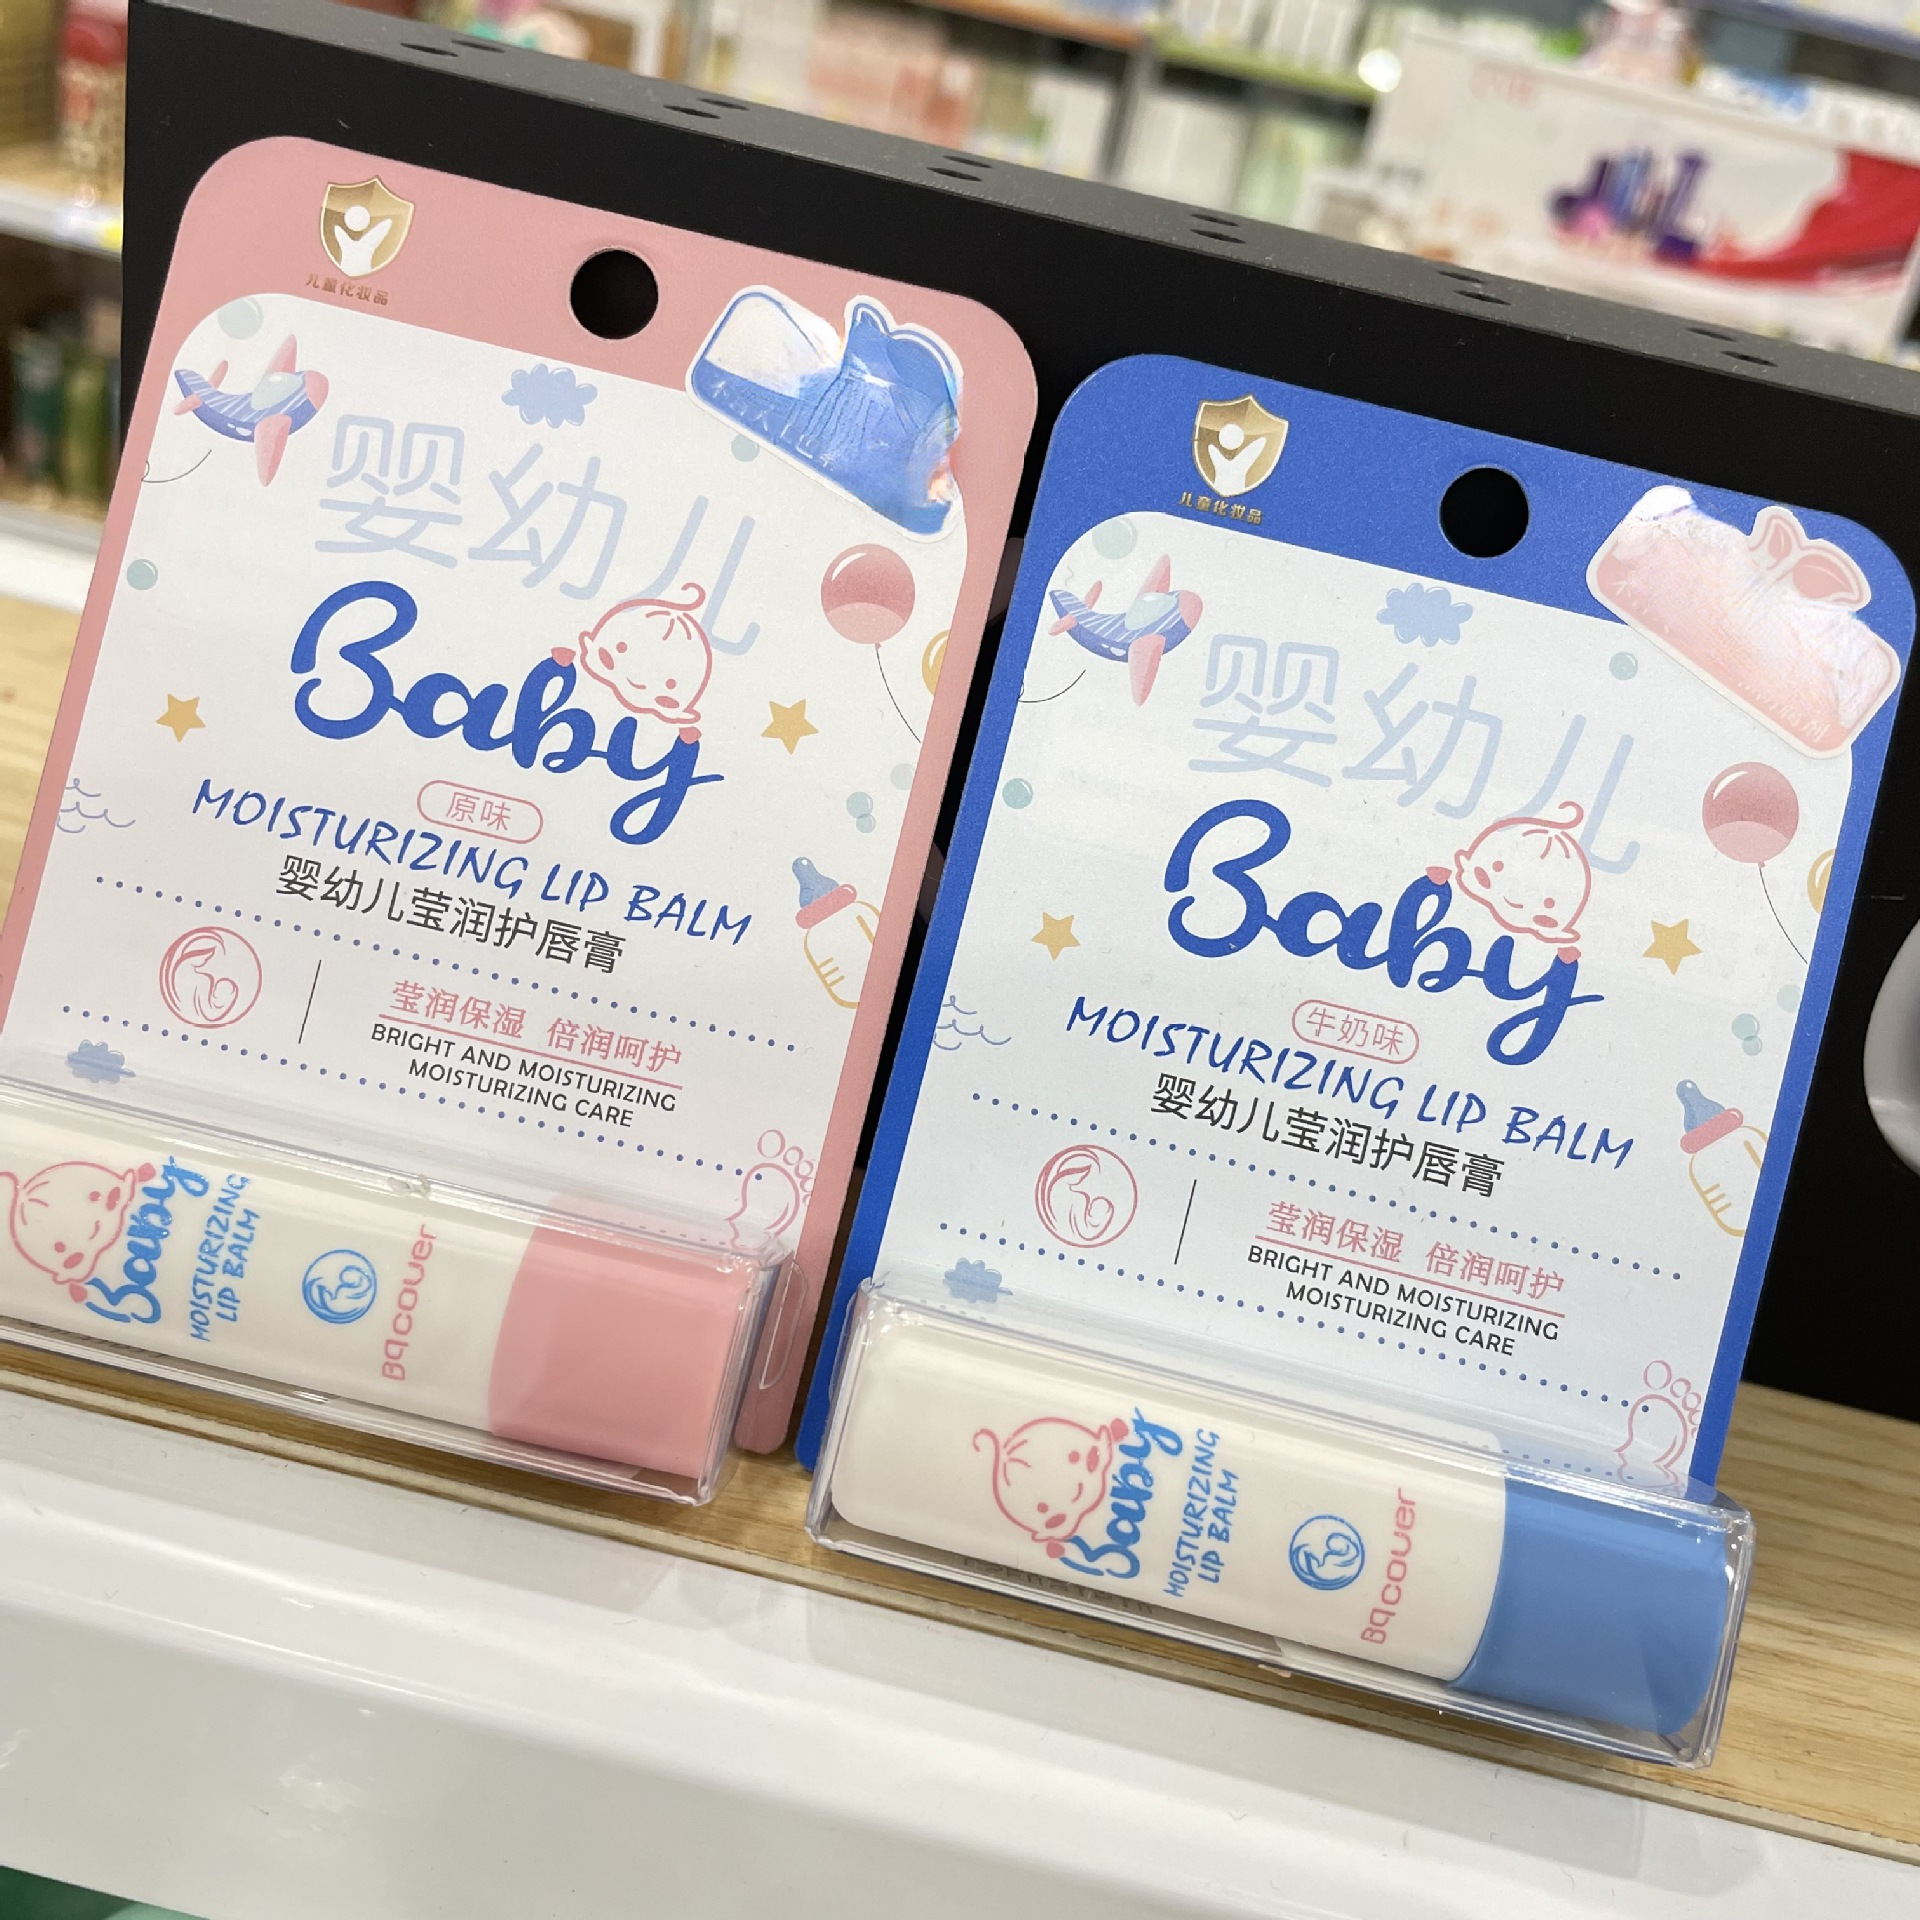 儿童化妆品
婴幼儿
Baby
原味
MOISTURIZING LIP BALM
婴幼儿莹润护唇膏
莹润保湿 倍润呵护
BRIGHT AND MOISTURIZING
MOISTURIZING CARE
Baby
MOISTURIZING
LIP BALM
Bqcover
儿童化妆品
婴幼儿
Baby
牛奶味
MOISTURIZING LIP BALM
婴幼儿莹润护唇膏
莹润保湿 倍润呵护
BRIGHT AND MOISTURIZING
MOISTURIZING CARE
Baby
MOISTURIZING
LIP BALM
Bqcover